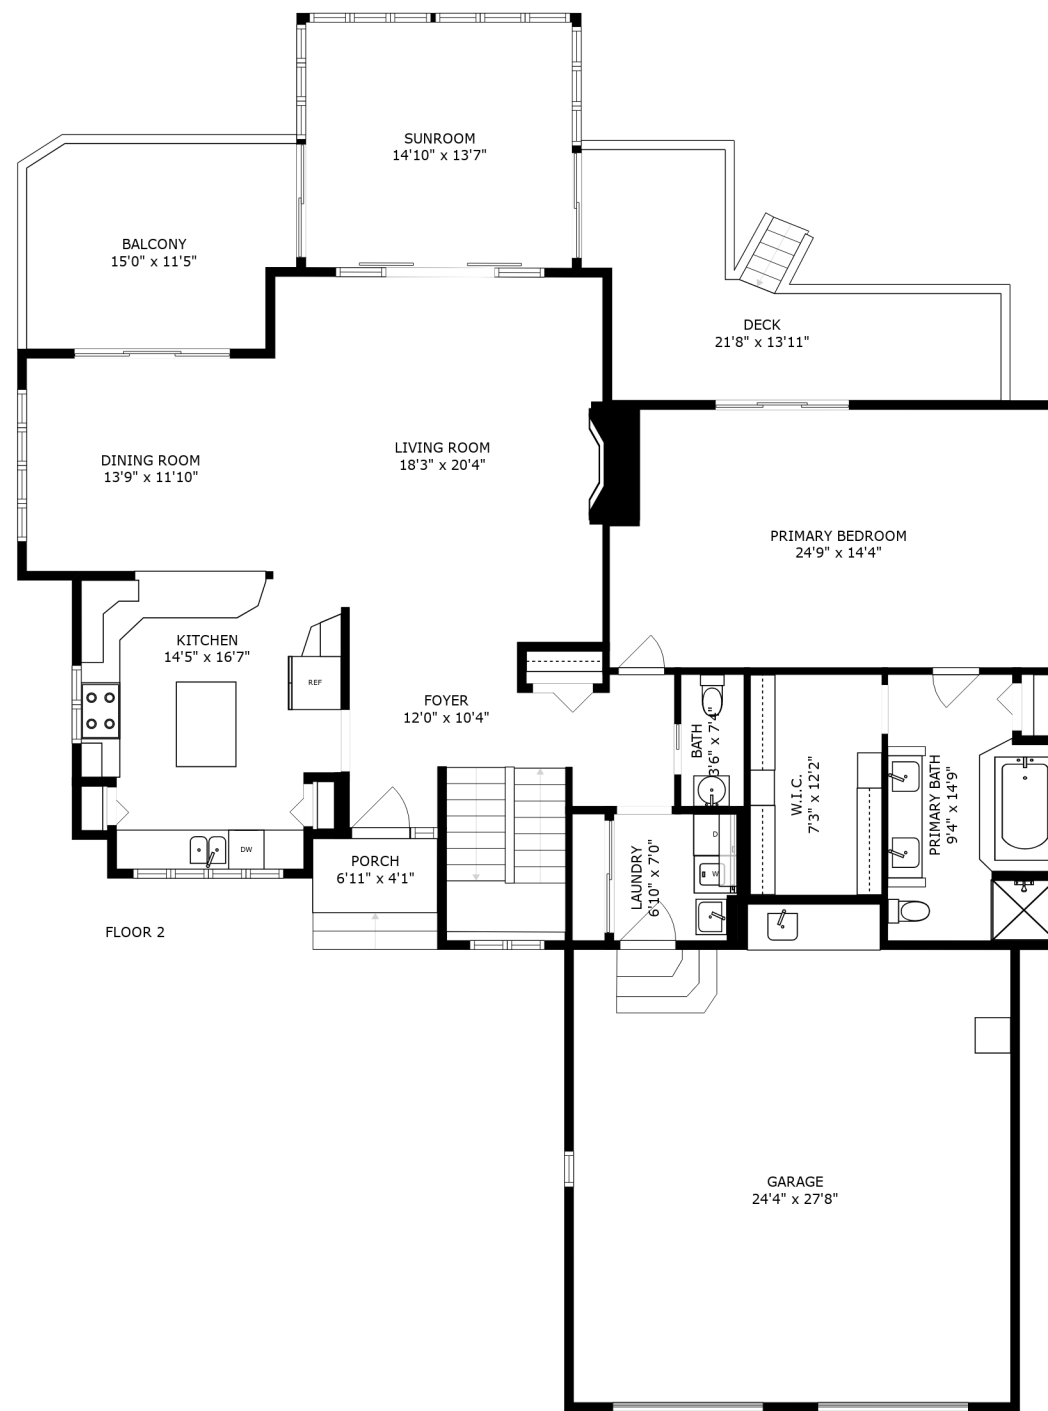 SUNROOM
14'10" x 13'7"
BALCONY
15'0" x 11'5"
DECK
21'8" x 13'11"
LIVING ROOM
18'3" x 20'4"
DINING ROOM
13'9" x 11'10"
PRIMARY BEDROOM
24'9" x 14'4"
KITCHEN
14'5" x 16'7"
REF
FOYER
12'0" x 10'4"
BATH
3'6" x 7'4"
W.I.C.
7'3" x 12'2"
PRIMARY BATH
9'4" x 14'9"
PORCH
6'11" x 4'1"
DW
LAUNDRY
6'10" x 7'0"
D
W
FLOOR 2
GARAGE
24'4" x 27'8"